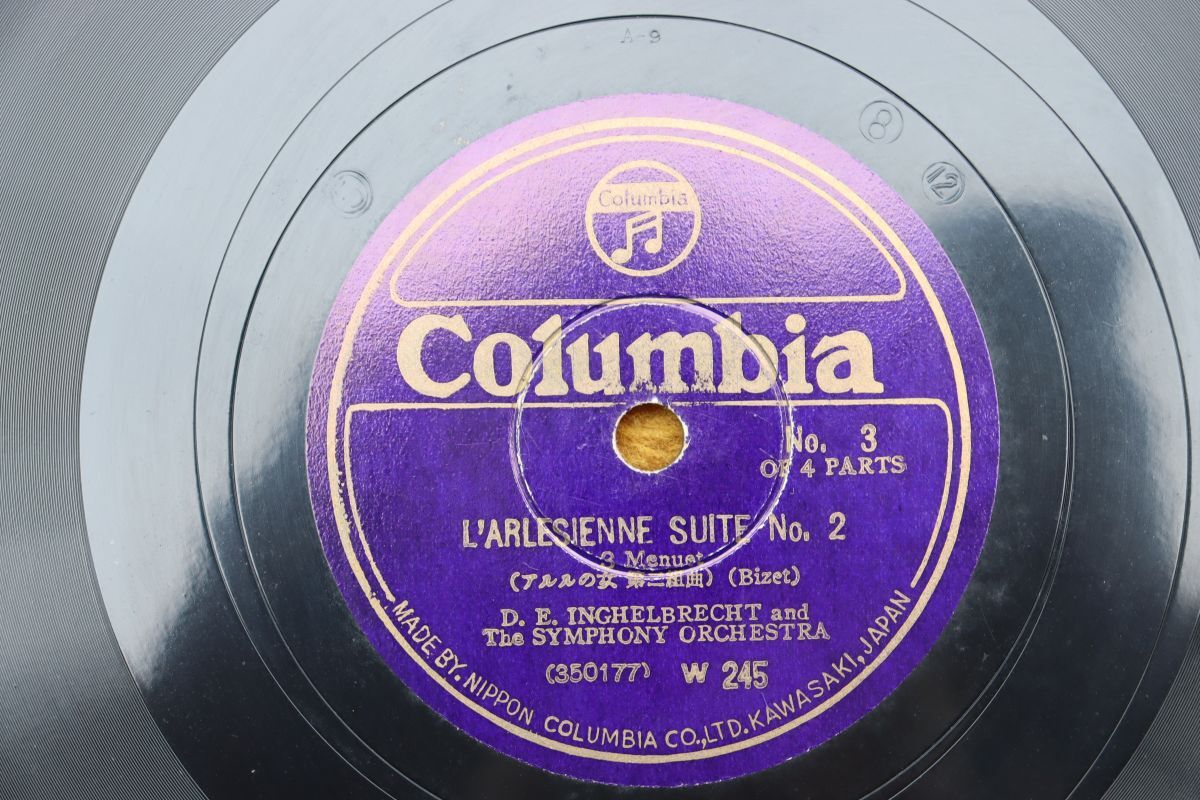 A-9
8
12
Columbia
Columbia
No. 3
OF 4 PARTS
L'ARLESIENNE SUITE No. 2
3 Menuet
(アルルの女 第二組曲) (Bizet)
D. E. INGHELBRECHT and
The SYMPHONY ORCHESTRA
(350177) W 245
MADE BY. NIPPON COLUMBIA CO.,LTD. KAWASAKI, JAPAN